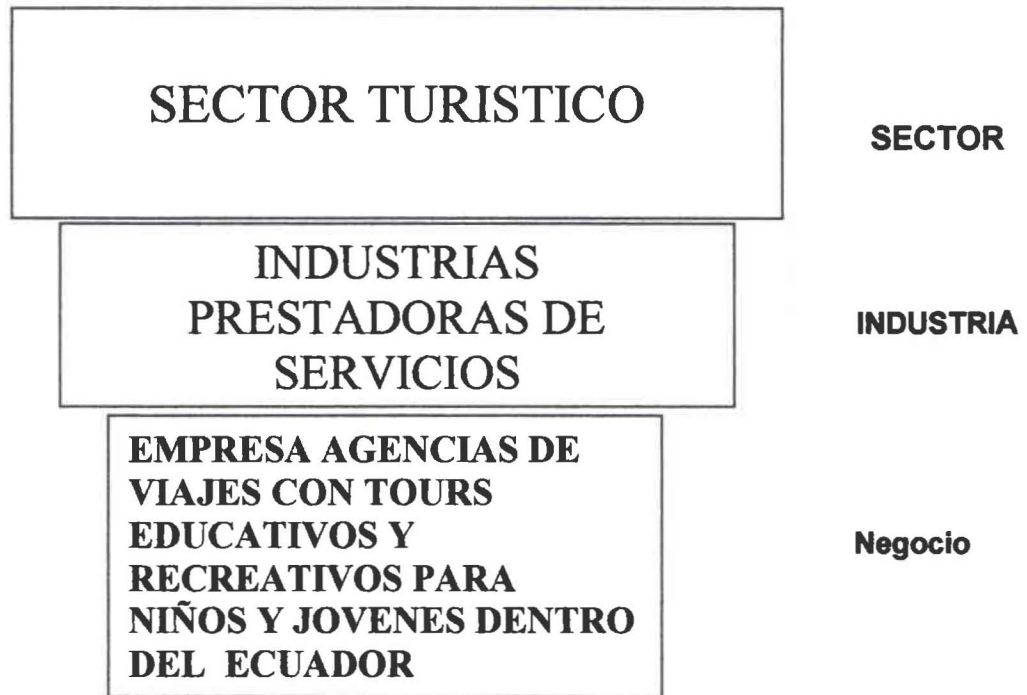 SECTOR TURISTICO
SECTOR
INDUSTRIAS
PRESTADORAS DE
SERVICIOS
INDUSTRIA
EMPRESA AGENCIAS DE
VIAJES CON TOURS
EDUCATIVOS Y
RECREATIVOS PARA
NIÑOS Y JOVENES DENTRO
DEL ECUADOR
Negocio